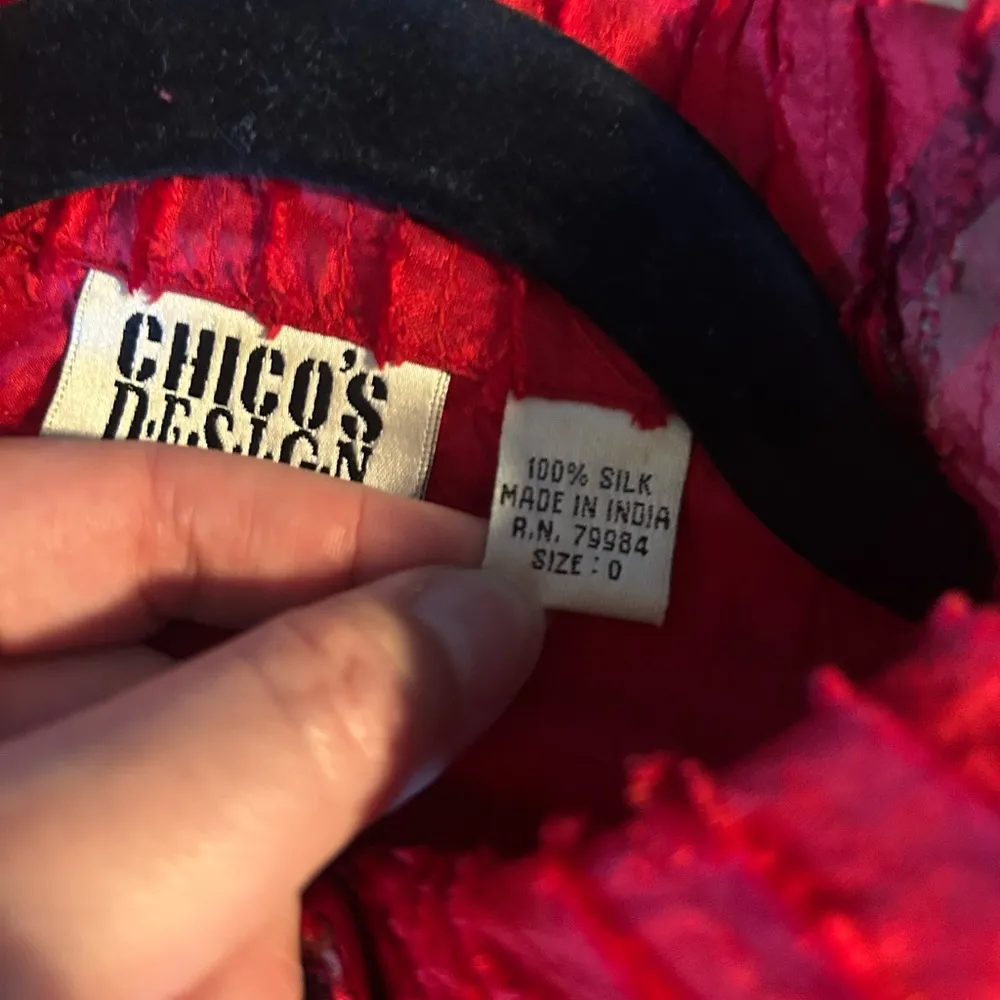 CHICO'S
DESIGN
100% SILK
MADE IN INDIA
R.N. 79984
SIZE : 0